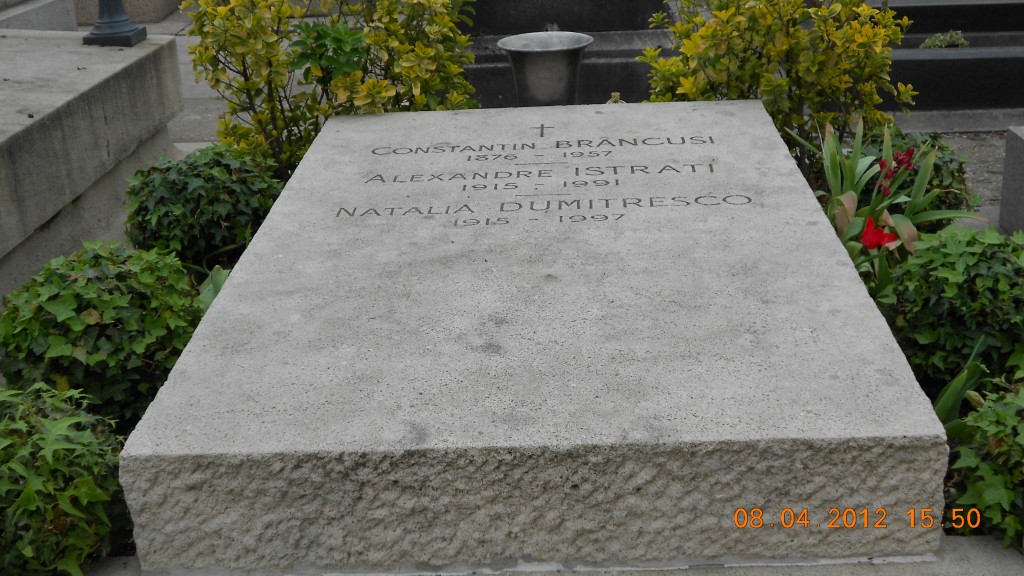 CONSTANTIN BRÂNCUSI
1876 - 1957
ALEXANDRE ISTRATI
1915 - 1991
NATALIA DUMITRESCO
1915 - 1997
08.04.2012 15:50